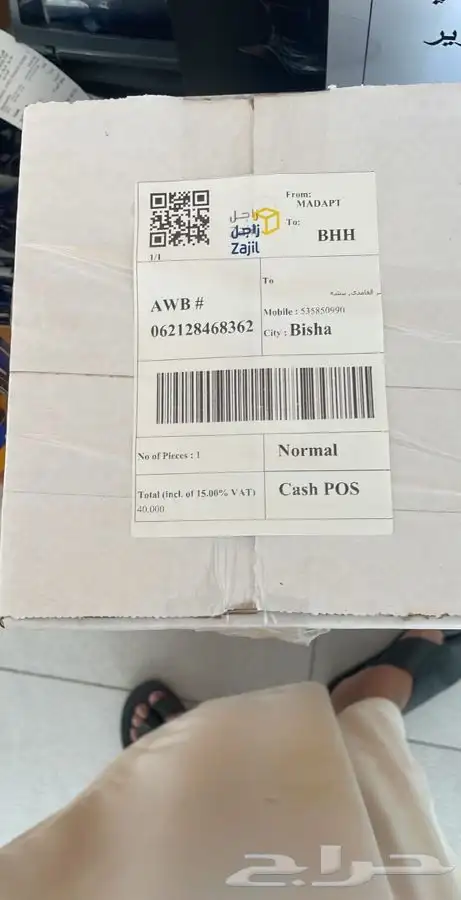 زاجل
زاجل
Zajil
From:
MADAPT
To:
BHH
1/1
AWB #
062128468362
To
Mobile : 535850990
City : Bisha
No of Pieces : 1
Normal
Total (incl. of 15.00% VAT)
40.000
Cash POS
حراج